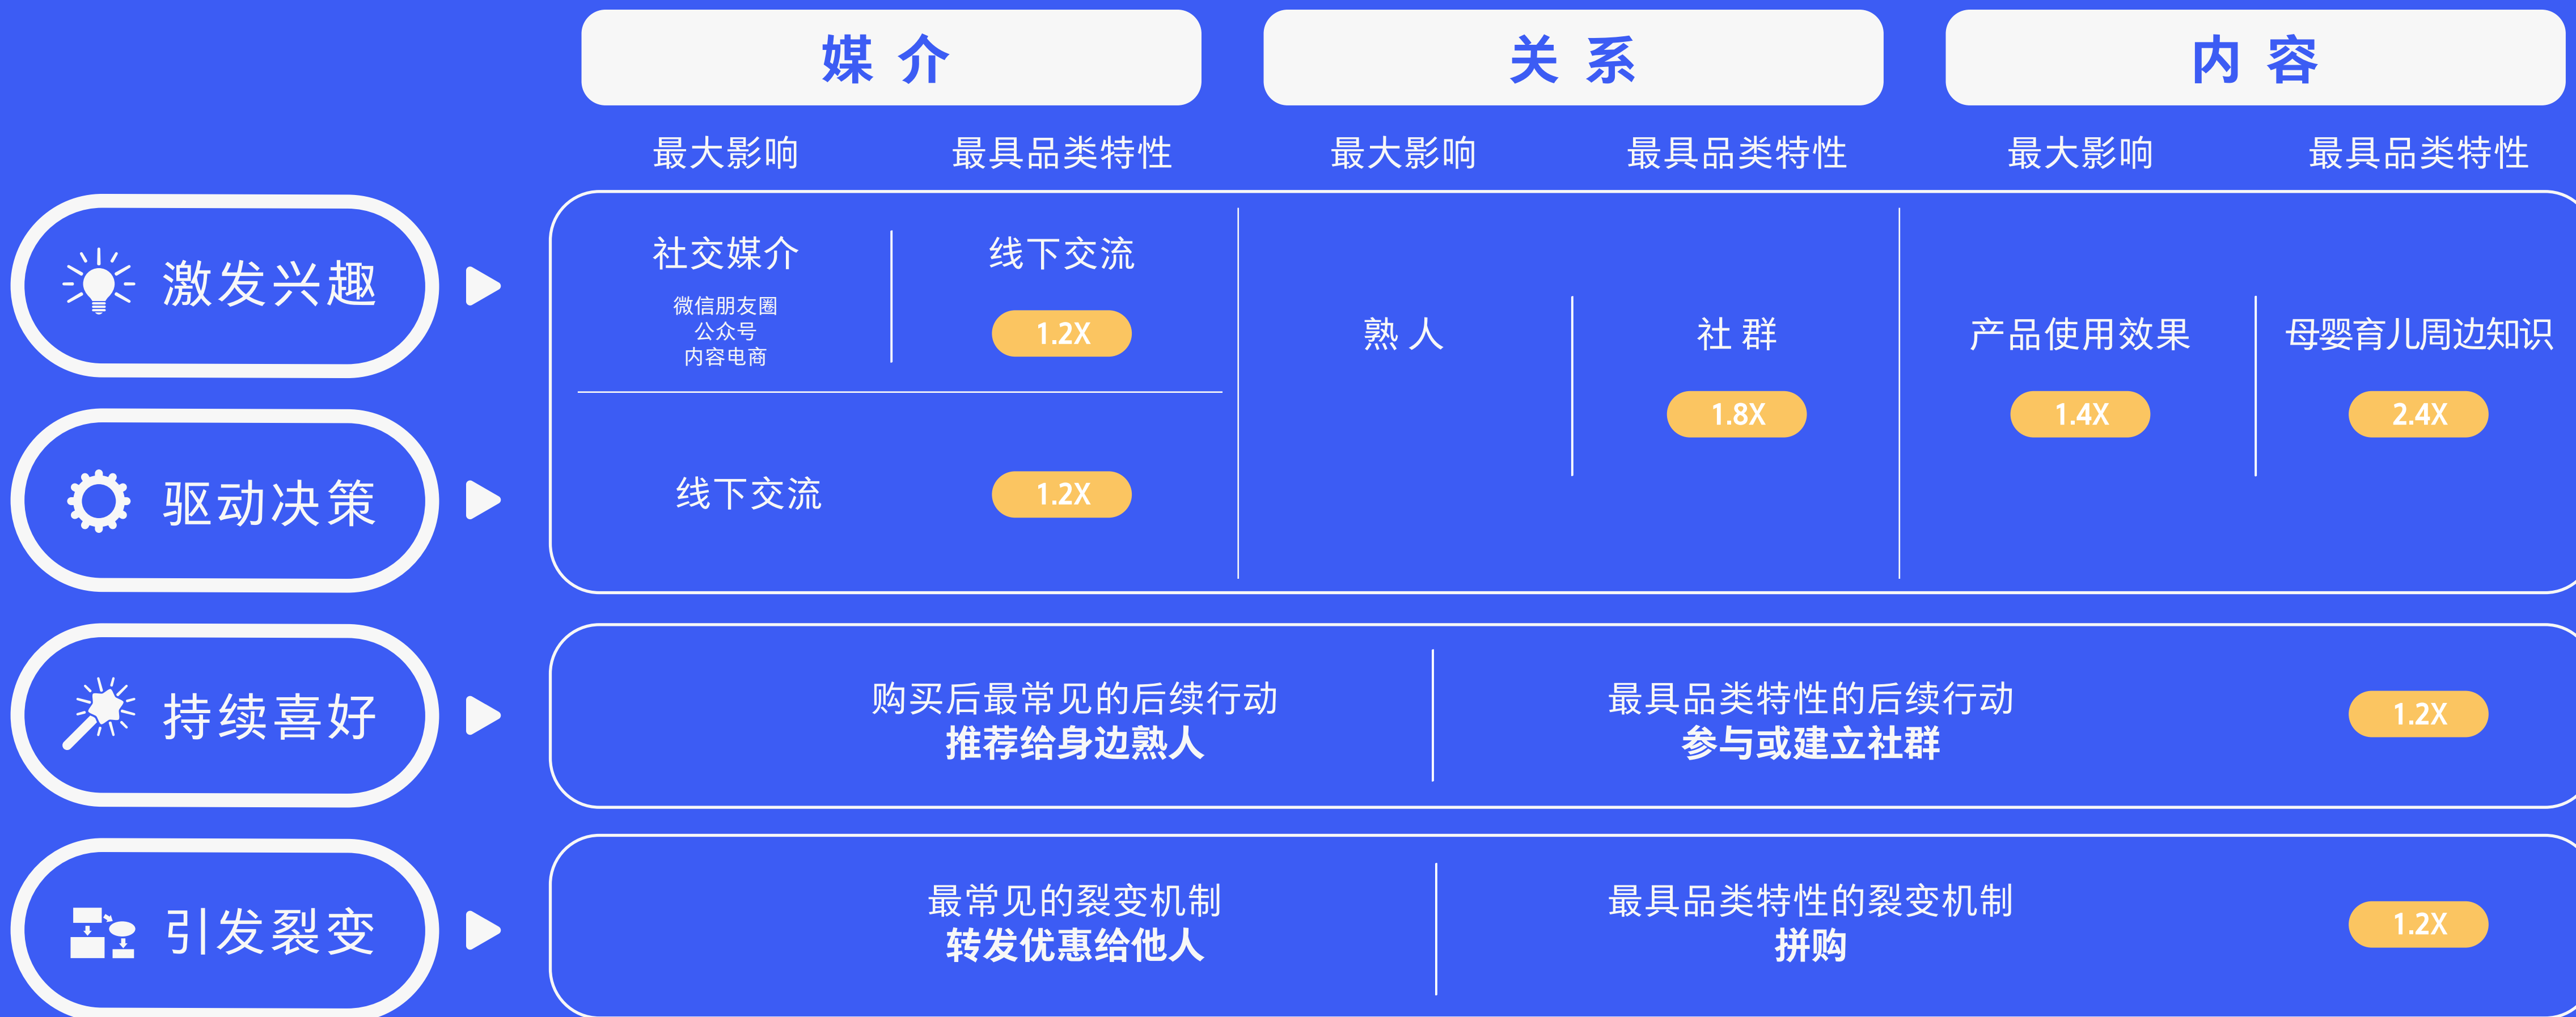 媒介
关系
内容
最大影响
最具品类特性
最大影响
最具品类特性
最大影响
最具品类特性
激发兴趣
社交媒介
微信朋友圈
公众号
内容电商
线下交流
1.2X
熟人
社群
1.8X
产品使用效果
1.4X
母婴育儿周边知识
2.4X
驱动决策
线下交流
1.2X
持续喜好
购买后最常见的后续行动
推荐给身边熟人
最具品类特性的后续行动
参与或建立社群
1.2X
引发裂变
最常见的裂变机制
转发优惠给他人
最具品类特性的裂变机制
拼购
1.2X